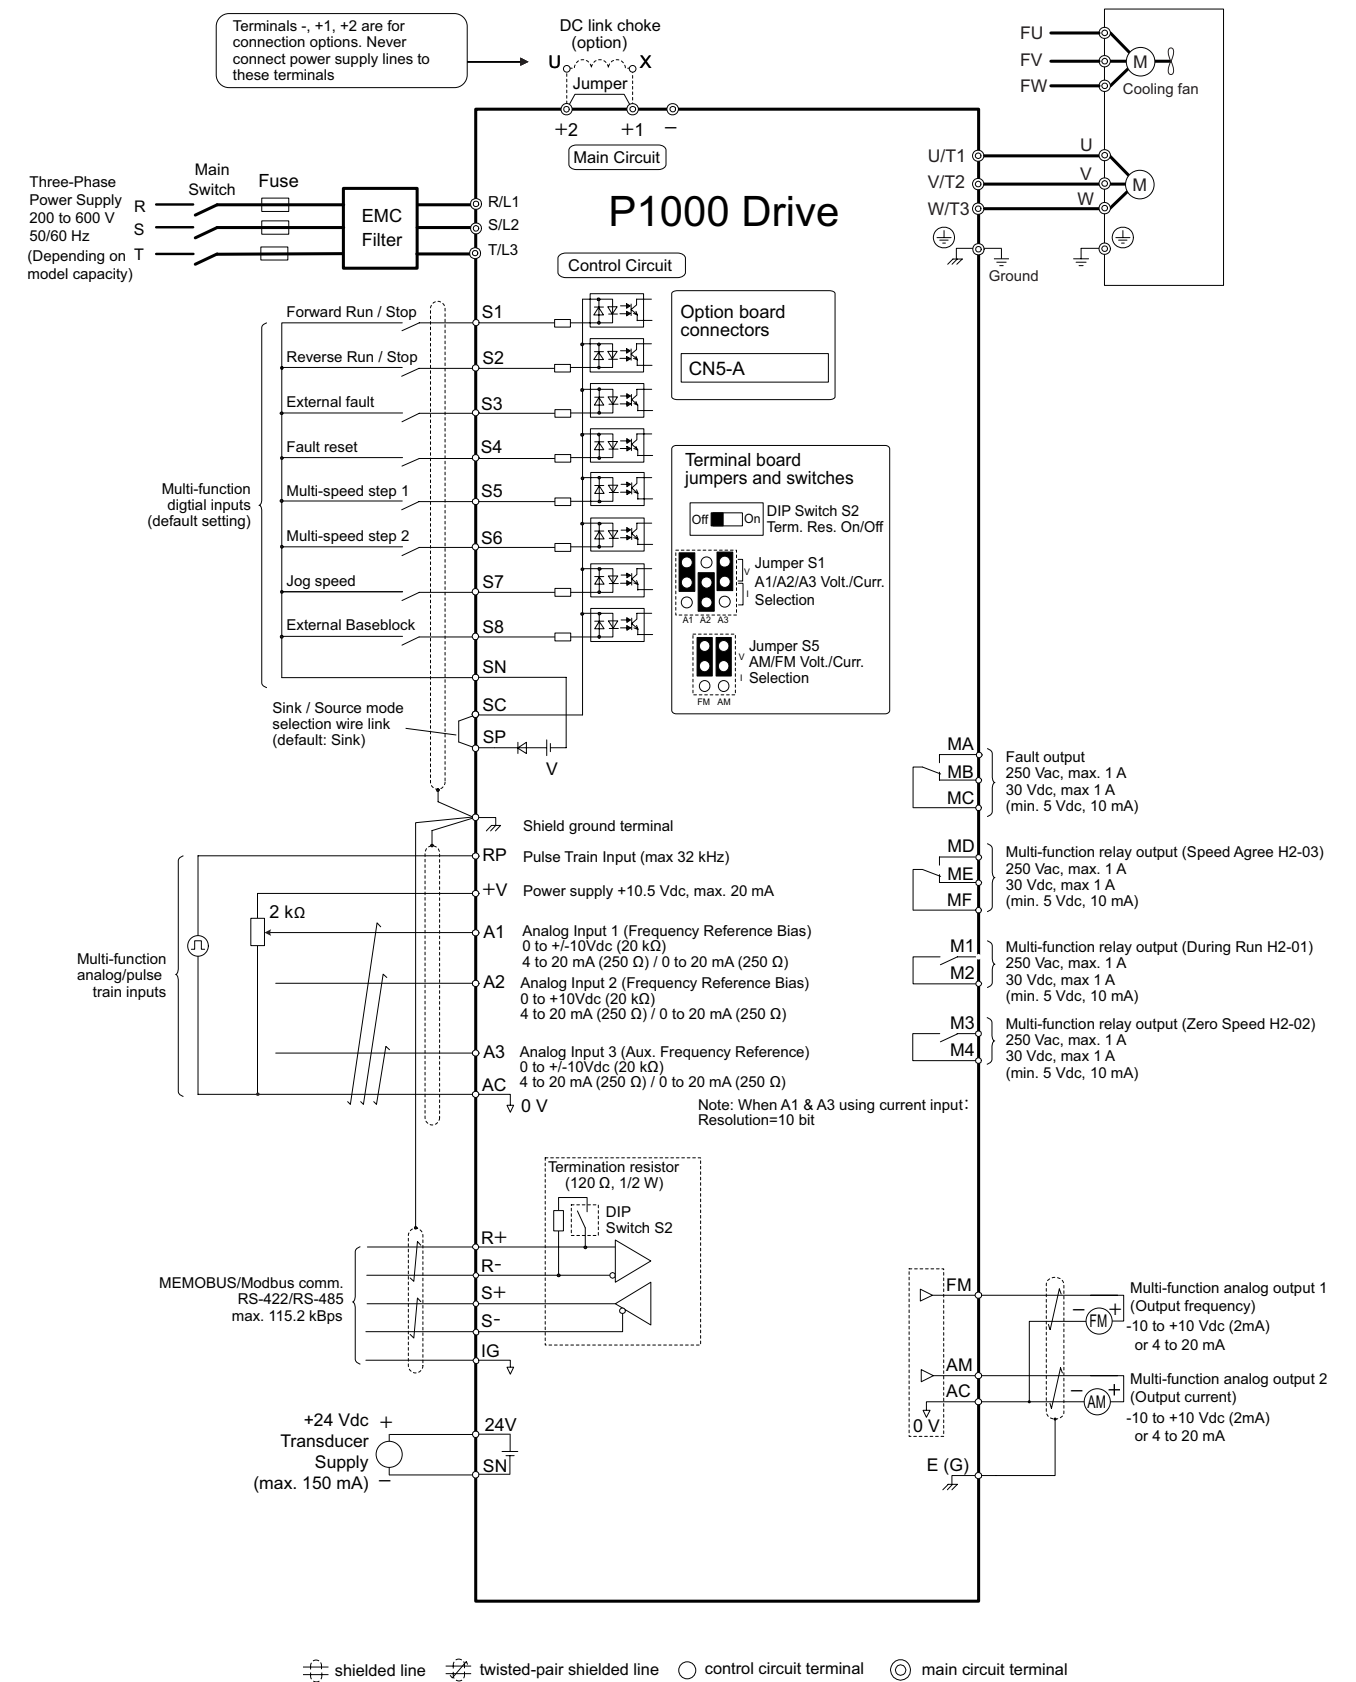 Terminals -, +1, +2 are for
connection options. Never
connect power supply lines to
these terminals
DC link choke
(option)
U X
Jumper
+2 +1 −
Main Circuit
FU
FV
FW
M
Cooling fan
Three-Phase
Power Supply
200 to 600 V
50/60 Hz
(Depending on
model capacity)
R
S
T
Main
Switch
Fuse
EMC
Filter
R/L1
S/L2
T/L3
P1000 Drive
U/T1
V/T2
W/T3
U
V
W
M
Ground
Control Circuit
Multi-function
digtial inputs
(default setting)
Forward Run / Stop
S1
Reverse Run / Stop
S2
External fault
S3
Fault reset
S4
Multi-speed step 1
S5
Multi-speed step 2
S6
Jog speed
S7
External Baseblock
S8
SN
SC
SP
V
Sink / Source mode
selection wire link
(default: Sink)
Option board
connectors
CN5-A
Terminal board
jumpers and switches
Off On
DIP Switch S2
Term. Res. On/Off
Jumper S1
A1/A2/A3 Volt./Curr.
Selection
V
I
A1 A2 A3
Jumper S5
AM/FM Volt./Curr.
Selection
V
I
FM AM
MA
MB
MC
Fault output
250 Vac, max. 1 A
30 Vdc, max 1 A
(min. 5 Vdc, 10 mA)
MD
ME
MF
Multi-function relay output (Speed Agree H2-03)
250 Vac, max. 1 A
30 Vdc, max 1 A
(min. 5 Vdc, 10 mA)
M1
M2
Multi-function relay output (During Run H2-01)
250 Vac, max. 1 A
30 Vdc, max 1 A
(min. 5 Vdc, 10 mA)
M3
M4
Multi-function relay output (Zero Speed H2-02)
250 Vac, max. 1 A
30 Vdc, max 1 A
(min. 5 Vdc, 10 mA)
Shield ground terminal
Multi-function
analog/pulse
train inputs
2 kΩ
RP
Pulse Train Input (max 32 kHz)
+V
Power supply +10.5 Vdc, max. 20 mA
A1
Analog Input 1 (Frequency Reference Bias)
0 to +/-10Vdc (20 kΩ)
4 to 20 mA (250 Ω) / 0 to 20 mA (250 Ω)
A2
Analog Input 2 (Frequency Reference Bias)
0 to +10Vdc (20 kΩ)
4 to 20 mA (250 Ω) / 0 to 20 mA (250 Ω)
A3
Analog Input 3 (Aux. Frequency Reference)
0 to +/-10Vdc (20 kΩ)
4 to 20 mA (250 Ω) / 0 to 20 mA (250 Ω)
AC
0 V
Note: When A1 & A3 using current input:
Resolution=10 bit
Termination resistor
(120 Ω, 1/2 W)
DIP
Switch S2
MEMOBUS/Modbus comm.
RS-422/RS-485
max. 115.2 kBps
R+
R-
S+
S-
IG
+24 Vdc
Transducer
Supply
(max. 150 mA)
+
−
24V
SN
FM
AM
AC
0 V
E (G)
− FM +
Multi-function analog output 1
(Output frequency)
-10 to +10 Vdc (2mA)
or 4 to 20 mA
− AM +
Multi-function analog output 2
(Output current)
-10 to +10 Vdc (2mA)
or 4 to 20 mA
shielded line
twisted-pair shielded line
control circuit terminal
main circuit terminal